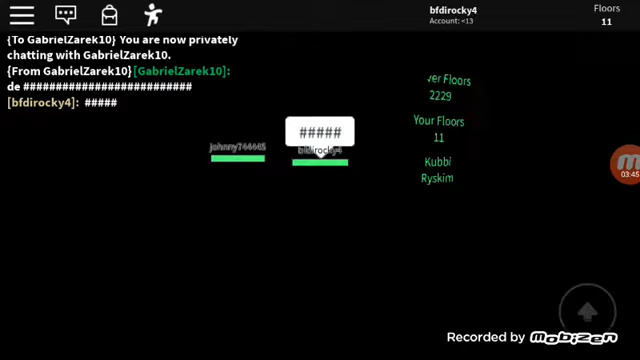 bfdirocky4
Account: <13
Floors
11
{To GabrielZarek10} You are now privately
chatting with GabrielZarek10.
{From GabrielZarek10}[GabrielZarek10]:
de ##########################
[bfdirocky4]: #####
#####
Johnny744465
bfdirocky4
Floors
2229
Your Floors
11
Kubbi
Ryskim
03:45
Recorded by Mobizen